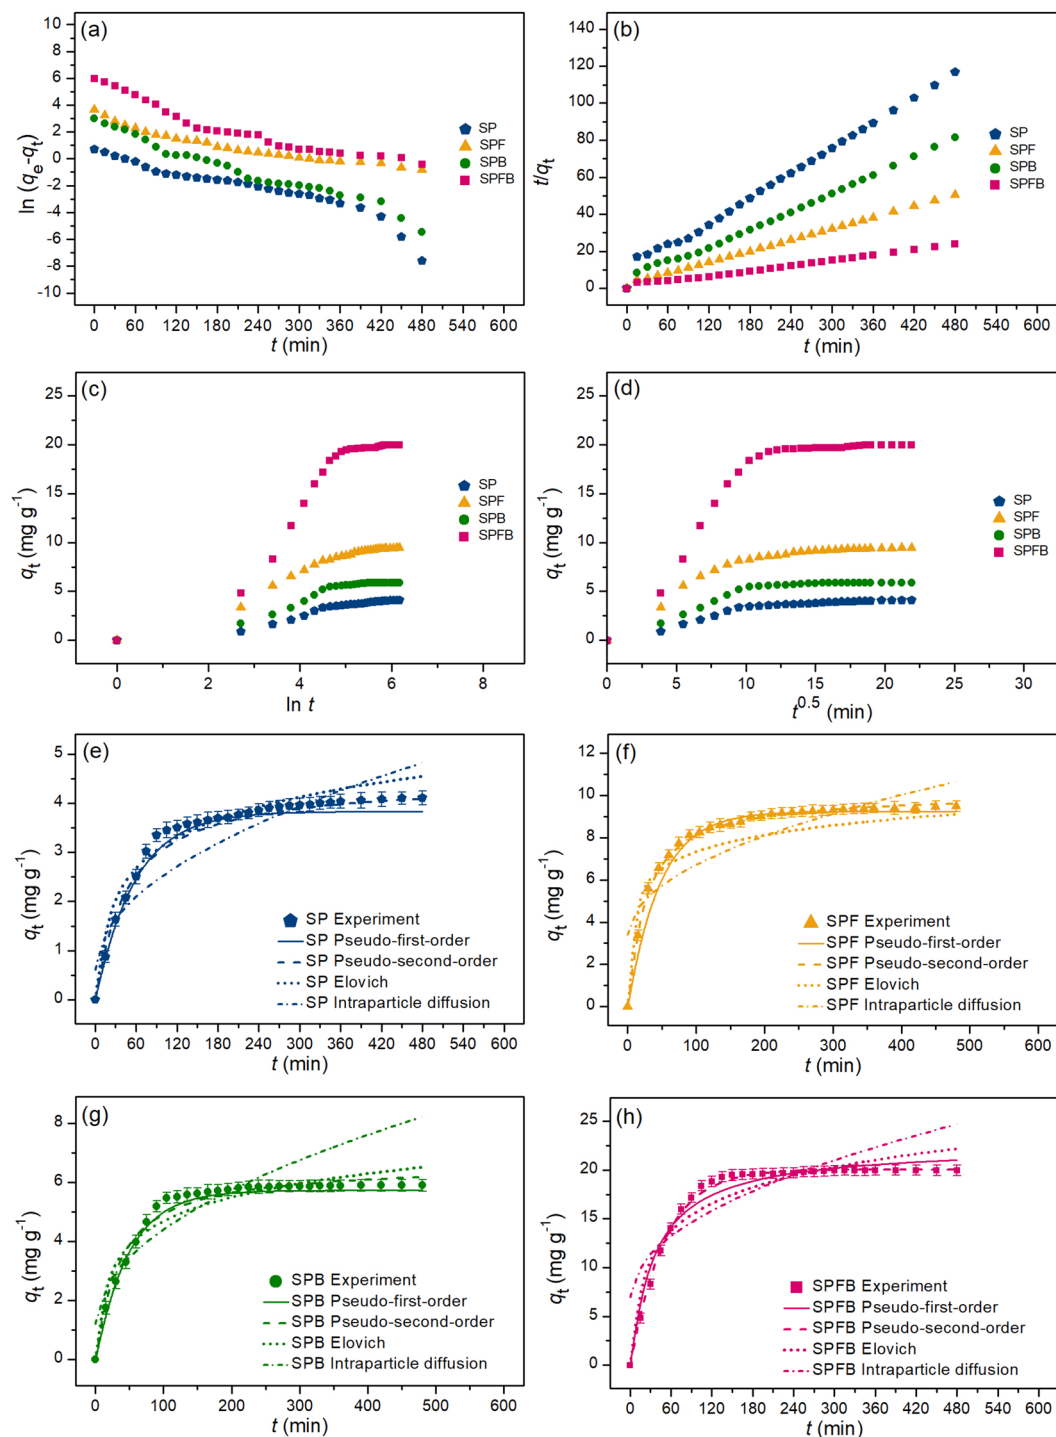 (a)
ln (qe-qt)
10
8
6
4
2
0
-2
-4
-6
-8
-10
SP
SPF
SPB
SPFB
0 60 120 180 240 300 360 420 480 540 600
t (min)
(b)
t/qt
140
120
100
80
60
40
20
0
SP
SPF
SPB
SPFB
0 60 120 180 240 300 360 420 480 540 600
t (min)
(c)
qt (mg g-1)
25
20
15
10
5
0
SP
SPF
SPB
SPFB
0 2 4 6 8
ln t
(d)
qt (mg g-1)
25
20
15
10
5
0
SP
SPF
SPB
SPFB
0 5 10 15 20 25 30
t0.5 (min)
(e)
qt (mg g-1)
5
4
3
2
1
0
SP Experiment
SP Pseudo-first-order
SP Pseudo-second-order
SP Elovich
SP Intraparticle diffusion
0 60 120 180 240 300 360 420 480 540 600
t (min)
(f)
qt (mg g-1)
12
10
8
6
4
2
0
SPF Experiment
SPF Pseudo-first-order
SPF Pseudo-second-order
SPF Elovich
SPF Intraparticle diffusion
0 100 200 300 400 500 600
t (min)
(g)
qt (mg g-1)
8
6
4
2
0
SPB Experiment
SPB Pseudo-first-order
SPB Pseudo-second-order
SPB Elovich
SPB Intraparticle diffusion
0 100 200 300 400 500 600
t (min)
(h)
qt (mg g-1)
25
20
15
10
5
0
SPFB Experiment
SPFB Pseudo-first-order
SPFB Pseudo-second-order
SPFB Elovich
SPFB Intraparticle diffusion
0 60 120 180 240 300 360 420 480 540 600
t (min)